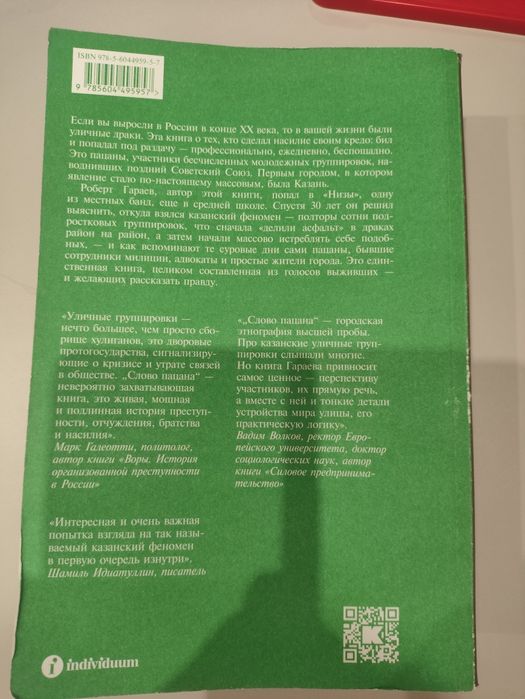 ISBN 978-5-6044959-5-7
9 785604 495957 >
Если вы выросли в России в конце XX века, то в вашей жизни были
уличные драки. Эта книга о тех, кто сделал насилие своим кредо: бил
и попадал под раздачу — профессионально, ежедневно, беспощадно.
Это пацаны, участники бесчисленных молодежных группировок, на-
воднивших поздний Советский Союз. Первым городом, в котором
явление стало по-настоящему массовым, была Казань.
Роберт Гараев, автор этой книги, попал в «Низы», одну
из местных банд, еще в средней школе. Спустя 30 лет он решил
выяснить, откуда взялся казанский феномен — полторы сотни под-
ростковых группировок, что сначала «делили асфальт» в драках
район на район, а затем начали массово истреблять себе подоб-
ных, — и как вспоминают те суровые дни сами пацаны, бывшие
сотрудники милиции, адвокаты и простые жители города. Это един-
ственная книга, целиком составленная из голосов выживших —
и желающих рассказать правду.
«Уличные группировки —
нечто большее, чем просто сбо-
рище хулиганов, это дворовые
протогосударства, сигнализирую-
щие о кризисе и утрате связей
в обществе. „Слово пацана“ —
невероятно захватывающая
книга, это живая, мощная
и подлинная история преступ-
ности, отчуждения, братства
и насилия».
Марк Галеотти, политолог,
автор книги «Воры. История
организованной преступности
в России»
«„Слово пацана“ — городская
этнография высшей пробы.
Про казанские уличные груп-
пировки слышали многие.
Но книга Гараева привносит
самое ценное — перспективу
участников, их прямую речь,
а вместе с ней и тонкие детали
устройства мира улицы, его
практическую логику».
Вадим Волков, ректор Евро-
пейского университета, доктор
социологических наук, автор
книги «Силовое предпринима-
тельство»
«Интересная и очень важная
попытка взгляда на так назы-
ваемый казанский феномен
в первую очередь изнутри».
Шамиль Идиатуллин, писатель
individuum